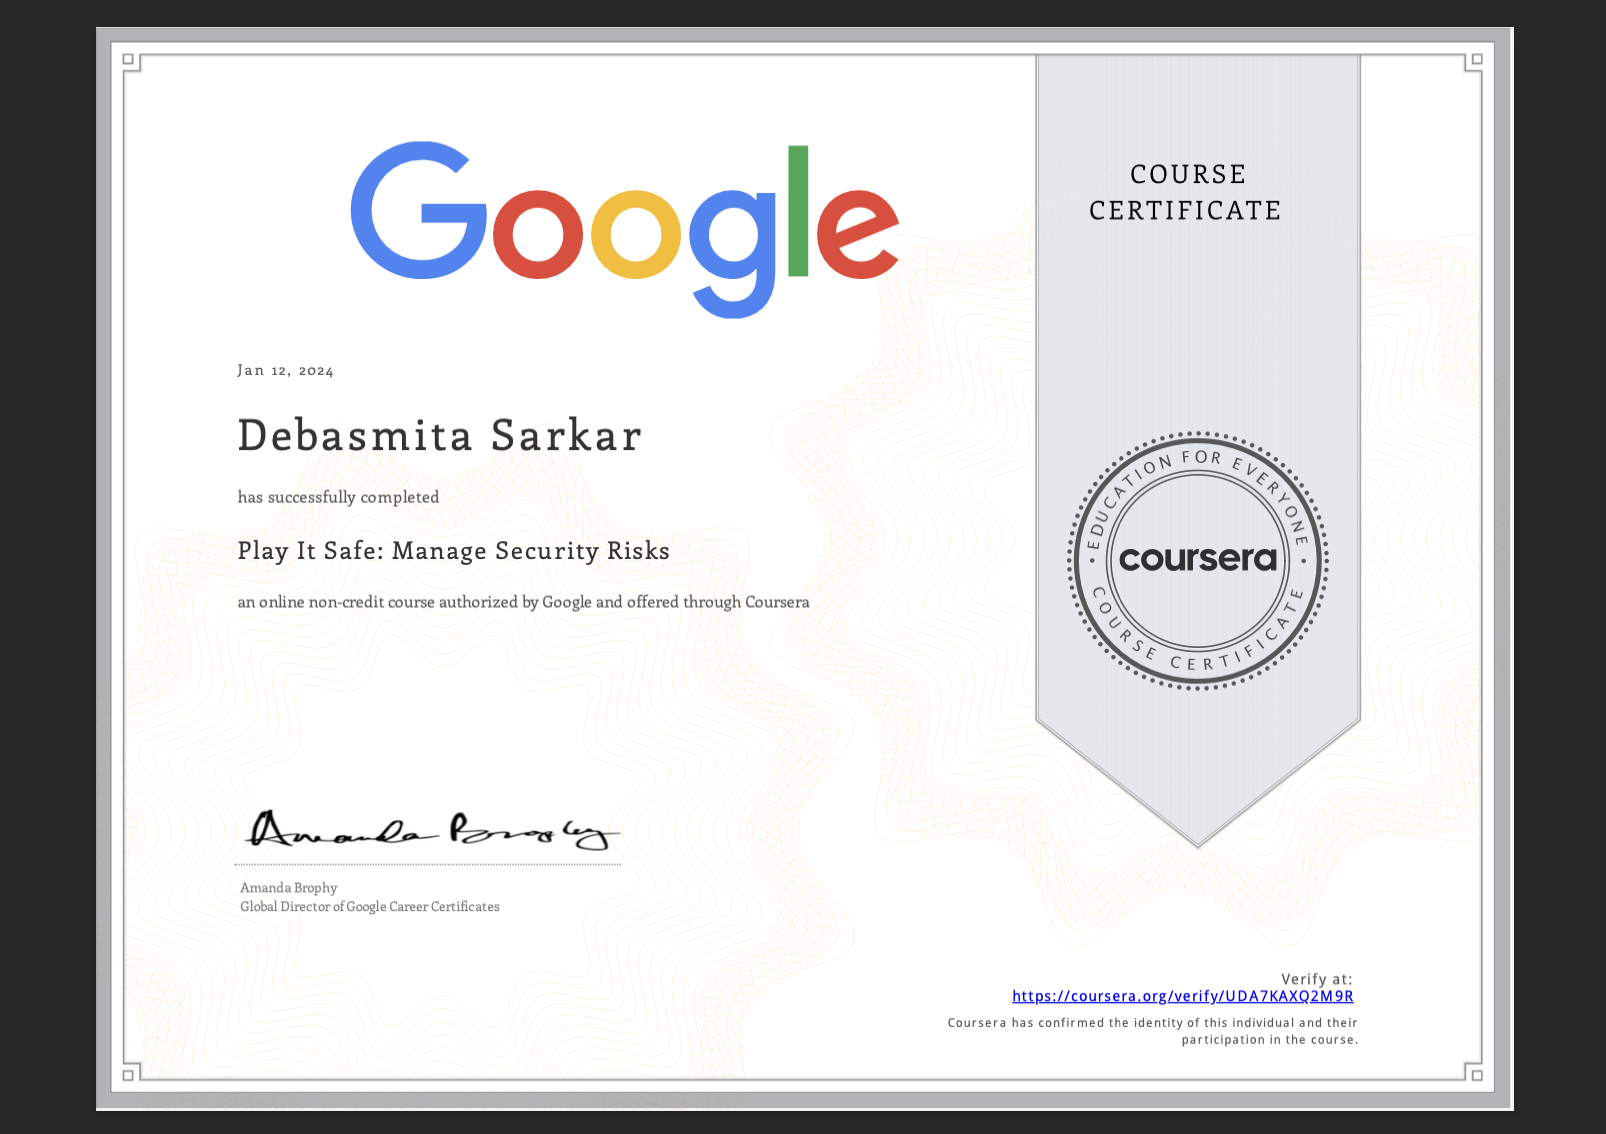 Google
COURSE
CERTIFICATE
Jan 12, 2024
Debasmita Sarkar
has successfully completed
Play It Safe: Manage Security Risks
an online non-credit course authorized by Google and offered through Coursera
EDUCATION FOR EVERYONE
coursera
COURSE CERTIFICATE
Amanda Brophy
Amanda Brophy
Global Director of Google Career Certificates
Verify at:
https://coursera.org/verify/UDA7KAXQ2M9R
Coursera has confirmed the identity of this individual and their
participation in the course.